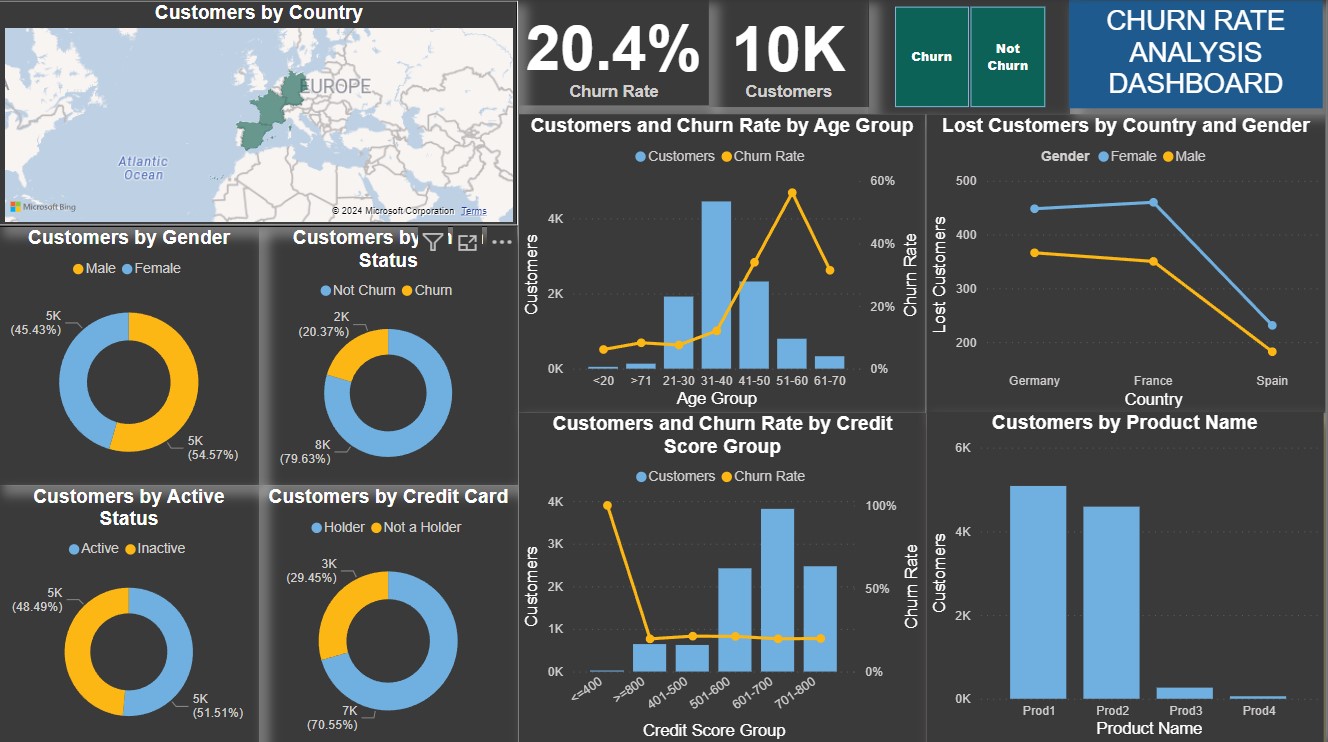 Customers by Country
EUROPE
Atlantic
Ocean
Microsoft Bing
© 2024 Microsoft Corporation Terms
20.4%
Churn Rate
10K
Customers
Churn
Not
Churn
CHURN RATE
ANALYSIS
DASHBOARD
Customers by Gender
Male Female
5K
(45.43%)
5K
(54.57%)
Customers by
Status
Not Churn Churn
2K
(20.37%)
8K
(79.63%)
Customers by Active
Status
Active Inactive
5K
(48.49%)
5K
(51.51%)
Customers by Credit Card
Holder Not a Holder
3K
(29.45%)
7K
(70.55%)
Customers and Churn Rate by Age Group
Customers Churn Rate
Customers
4K
2K
0K
60%
40%
20%
0%
Churn Rate
<20 >71 21-30 31-40 41-50 51-60 61-70
Age Group
Customers and Churn Rate by Credit
Score Group
Customers Churn Rate
Customers
4K
3K
2K
1K
0K
100%
50%
0%
Churn Rate
<=400 >=800 401-500 501-600 601-700 701-800
Credit Score Group
Lost Customers by Country and Gender
Gender Female Male
Lost Customers
500
400
300
200
Germany France Spain
Country
Customers by Product Name
Customers
6K
4K
2K
0K
Prod1 Prod2 Prod3 Prod4
Product Name